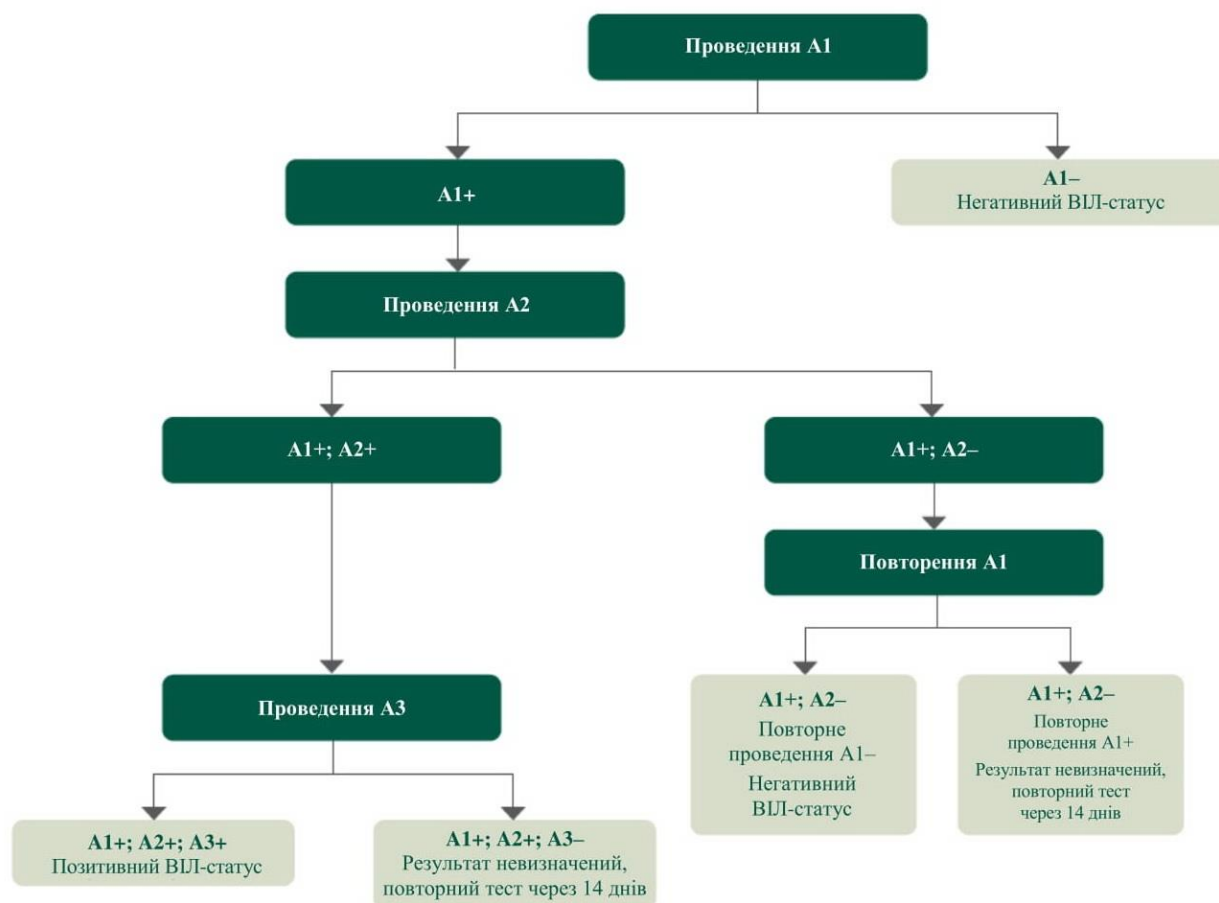 Проведення А1
А1+
А1–
Негативний ВІЛ-статус
Проведення А2
А1+; А2+
А1+; А2–
Повторення А1
Проведення А3
А1+; А2–
Повторне
проведення А1–
Негативний
ВІЛ-статус
А1+; А2–
Повторне
проведення А1+
Результат невизначений,
повторний тест
через 14 днів
А1+; А2+; А3+
Позитивний ВІЛ-статус
А1+; А2+; А3–
Результат невизначений,
повторний тест через 14 днів